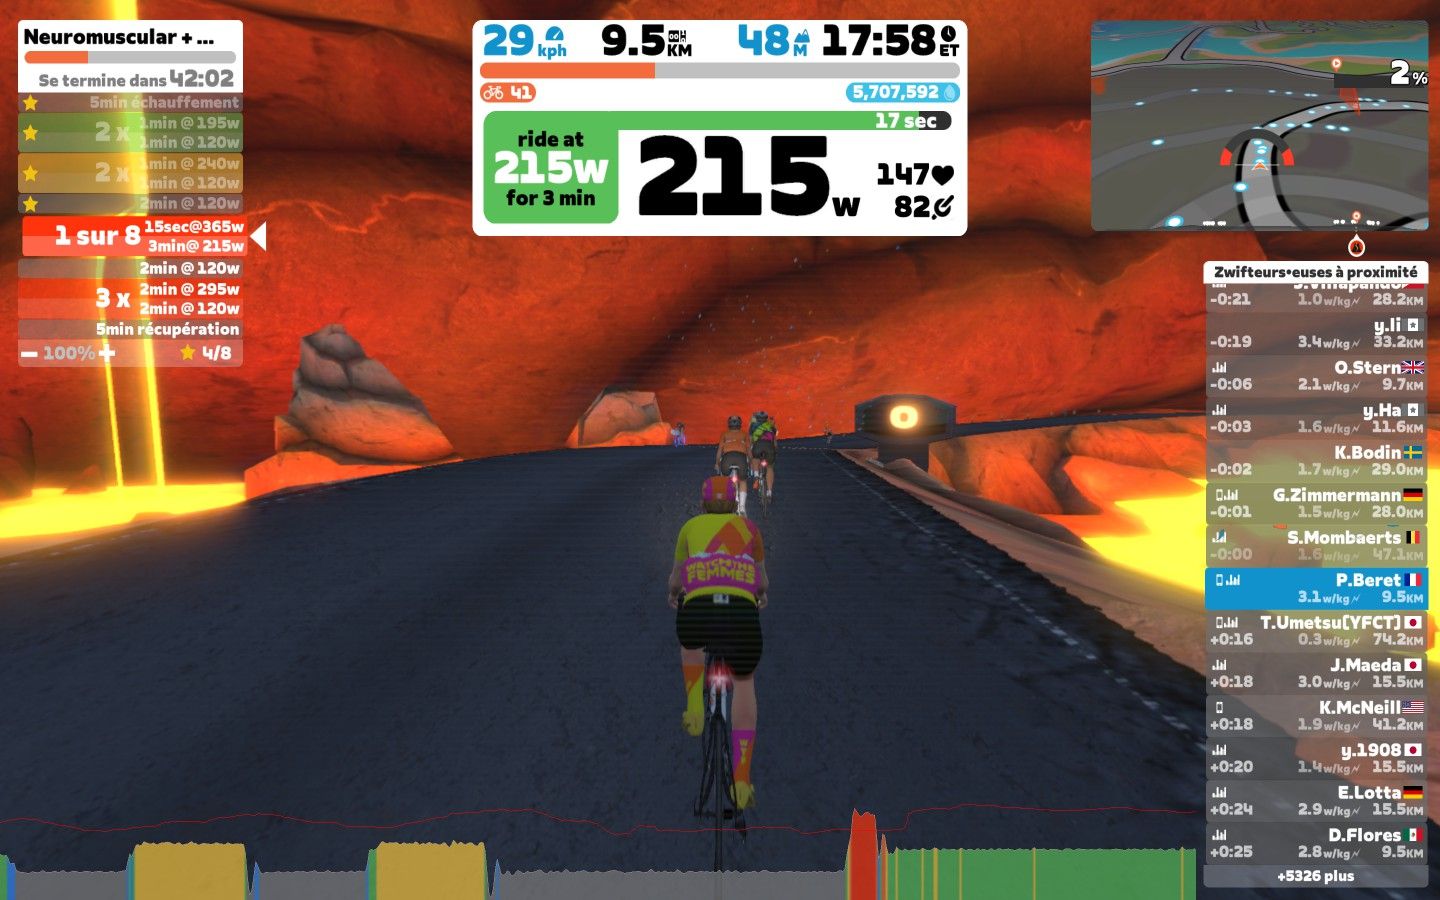 Neuromuscular + ...
Se termine dans 42:02
5min échauffement
2 x
1min @ 195w
1min @ 120w
2 x
1min @ 240w
1min @ 120w
2min @ 120w
1 sur 8
15sec@365w
3min@ 215w
2min @ 120w
3 x
2min @ 295w
2min @ 120w
5min récupération
100%
4/8
29 kph
9.5 KM
48 M
17:58 ET
41
5,707,592
17 sec
ride at
215w
for 3 min
215 w
147
82
2 %
WATCH THE
FEMMES
Zwifteurs•euses à proximité
-0:21 1.0 w/kg 28.2KM
y.li
-0:19 3.4 w/kg 33.2KM
O.Stern
-0:06 2.1 w/kg 9.7KM
y.Ha
-0:03 1.6 w/kg 11.6KM
K.Bodin
-0:02 1.7 w/kg 29.0KM
G.Zimmermann
-0:01 1.5 w/kg 28.0KM
S.Mombaerts
-0:00 1.6 w/kg 47.1KM
P.Beret
3.1 w/kg 9.5KM
T.Umetsu[YFCT]
+0:16 0.3 w/kg 74.2KM
J.Maeda
+0:18 3.0 w/kg 15.5KM
K.McNeill
+0:18 1.9 w/kg 41.2KM
y.1908
+0:20 1.4 w/kg 15.5KM
E.Lotta
+0:24 2.9 w/kg 15.5KM
D.Flores
+0:25 2.8 w/kg 9.5KM
+5326 plus